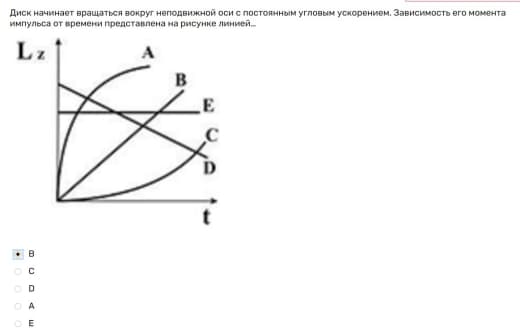 Диск начинает вращаться вокруг неподвижной оси с постоянным угловым ускорением. Зависимость его момента
импульса от времени представлена на рисунке линией...
L z
A
B
E
C
D
t
B
C
D
A
E